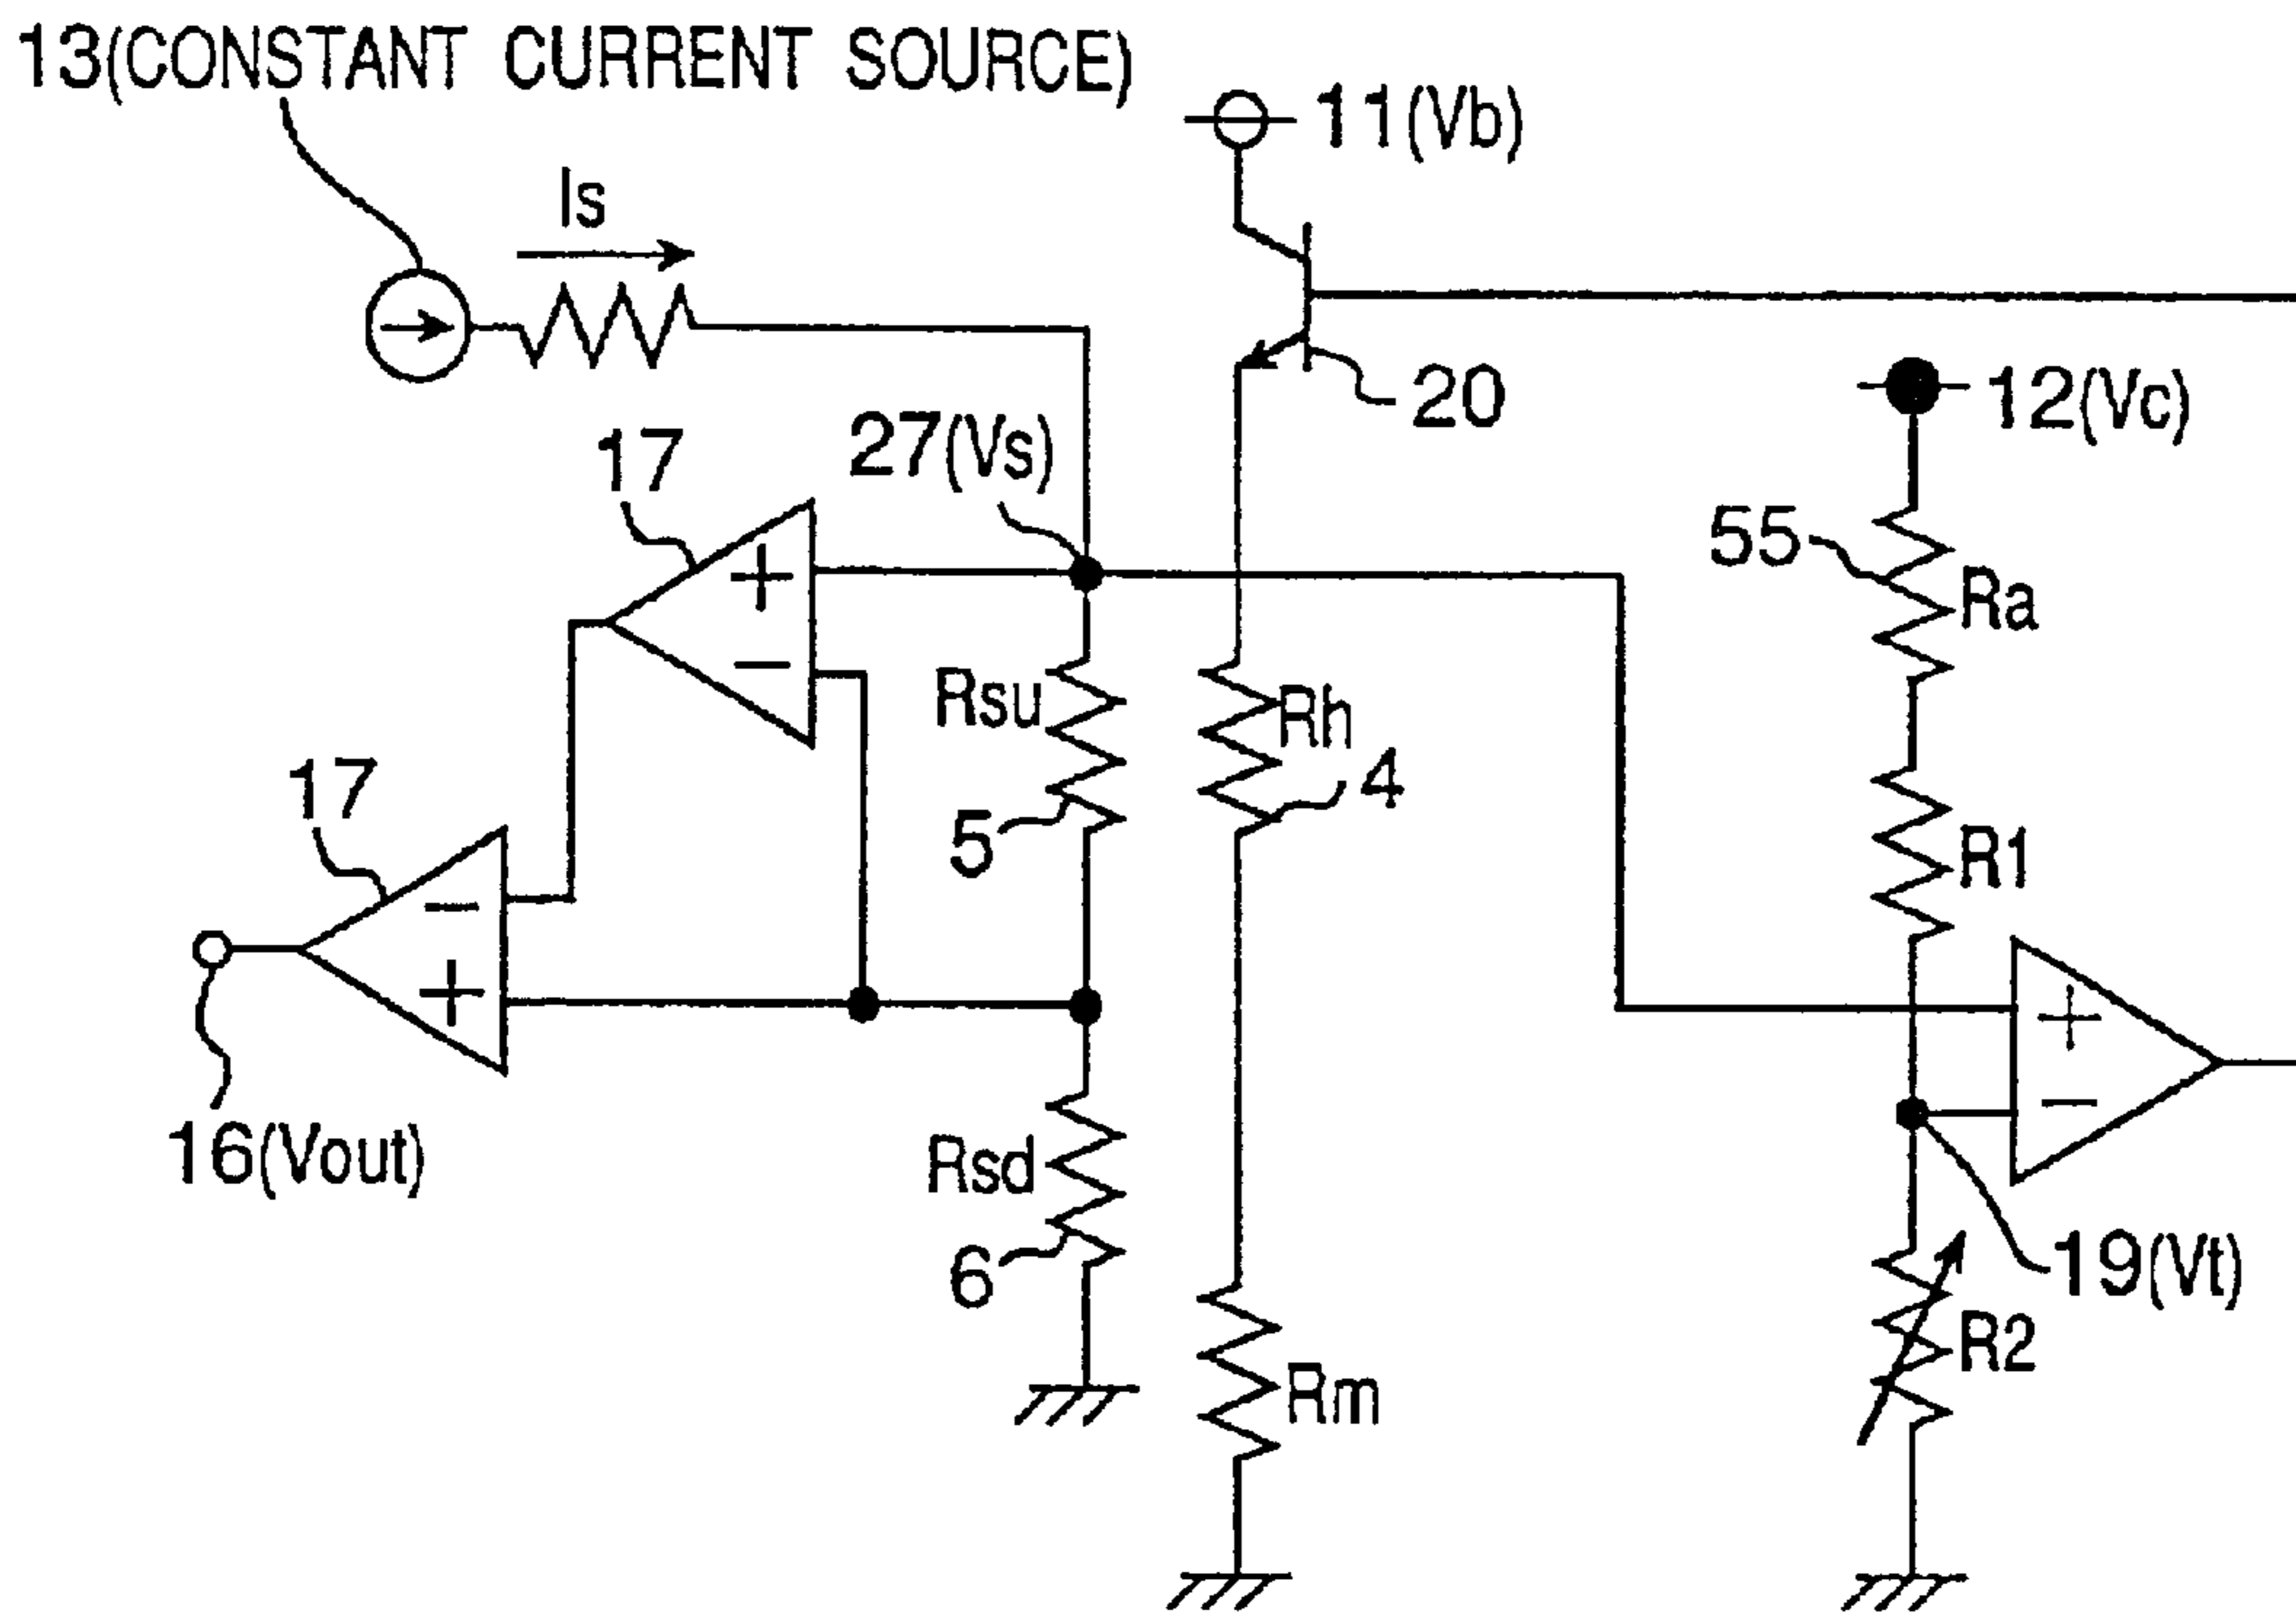 13(CONSTANT CURRENT SOURCE)
11(Vb)
Is
20
12(Vc)
27(Vs)
17
55
Ra
+
−
Rsu
Rh
4
17
5
R1
−
+
+
−
16(Vout)
Rsd
6
19(Vt)
R2
Rm